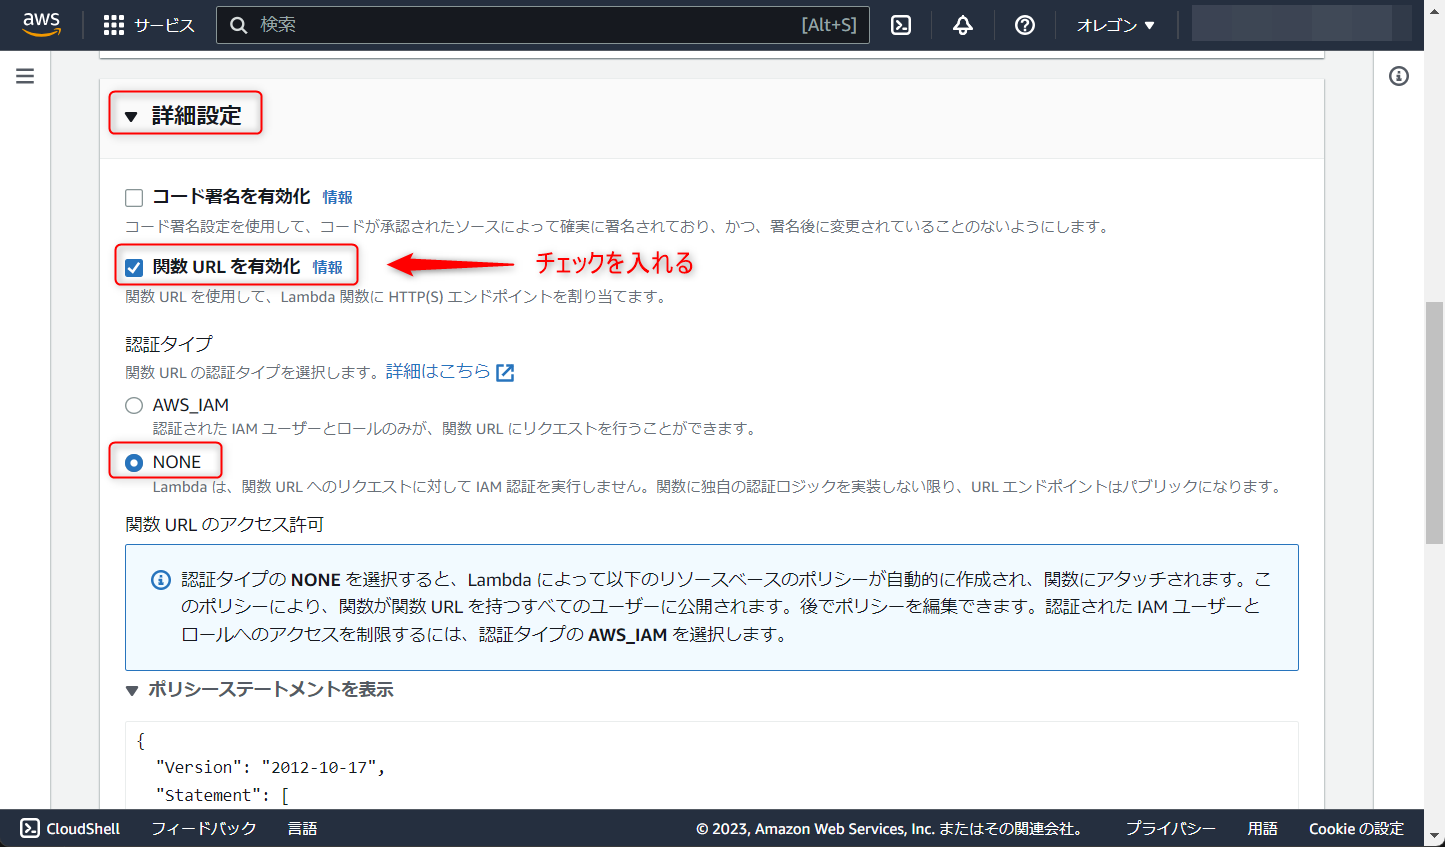 aws サービス 検索 [Alt+S] オレゴン ▼
▼ 詳細設定
コード署名を有効化 情報
コード署名設定を使用して、コードが承認されたソースによって確実に署名されており、かつ、署名後に変更されていることのないようにします。
関数 URL を有効化 情報
チェックを入れる
関数 URL を使用して、Lambda 関数に HTTP(S) エンドポイントを割り当てます。
認証タイプ
関数 URL の認証タイプを選択します。詳細はこちら
AWS_IAM
認証された IAM ユーザーとロールのみが、関数 URL にリクエストを行うことができます。
NONE
Lambda は、関数 URL へのリクエストに対して IAM 認証を実行しません。関数に独自の認証ロジックを実装しない限り、URL エンドポイントはパブリックになります。
関数 URL のアクセス許可
認証タイプの NONE を選択すると、Lambda によって以下のリソースベースのポリシーが自動的に作成され、関数にアタッチされます。こ
のポリシーにより、関数が関数 URL を持つすべてのユーザーに公開されます。後でポリシーを編集できます。認証された IAM ユーザーと
ロールへのアクセスを制限するには、認証タイプの AWS_IAM を選択します。
▼ ポリシーステートメントを表示
{
"Version": "2012-10-17",
"Statement": [
CloudShell フィードバック 言語 © 2023, Amazon Web Services, Inc. またはその関連会社。 プライバシー 用語 Cookie の設定